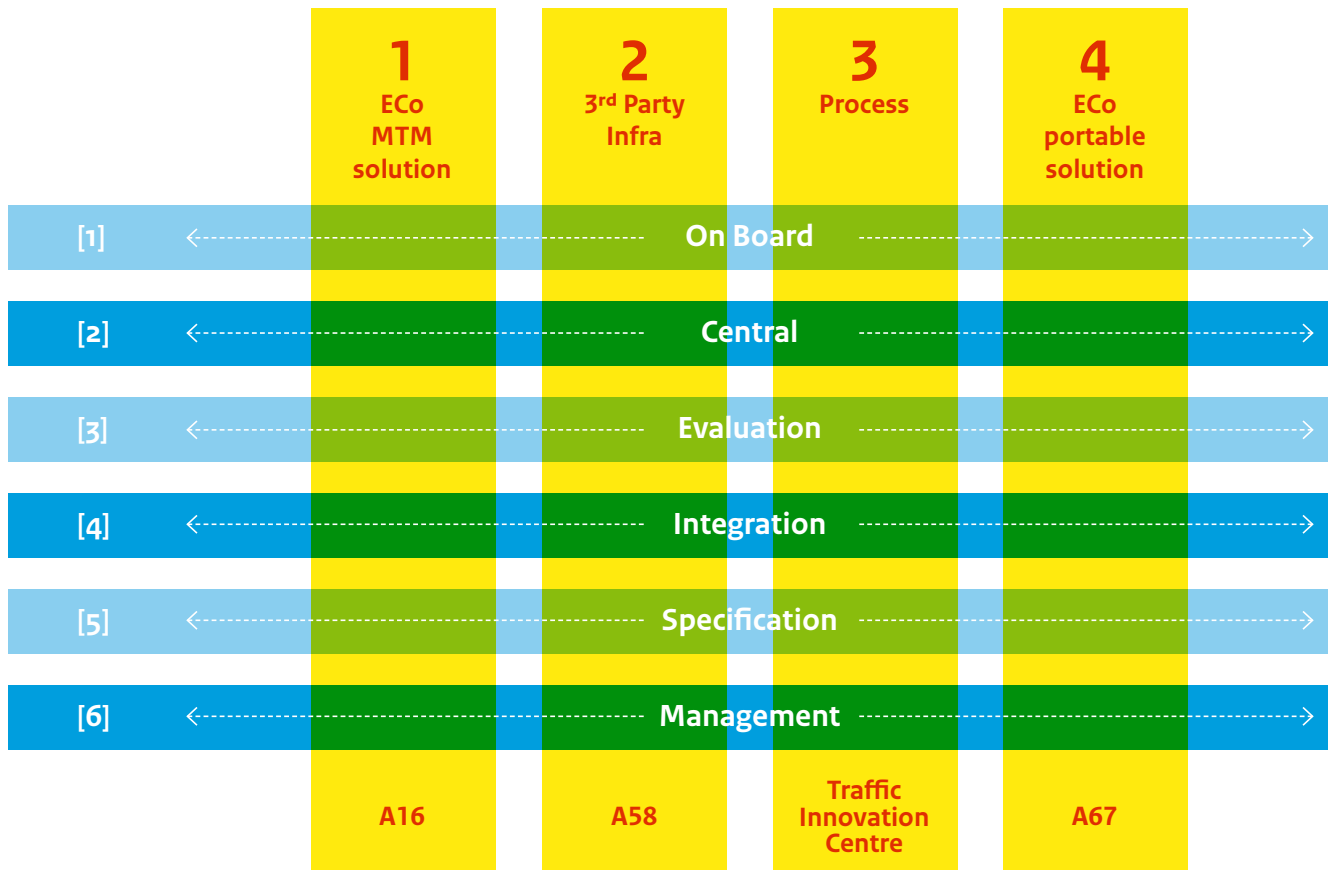 1
ECo
MTM
solution
2
3rd Party
Infra
3
Process
4
ECo
portable
solution
[1] On Board
[2] Central
[3] Evaluation
[4] Integration
[5] Specification
[6] Management
A16
A58
Traffic
Innovation
Centre
A67